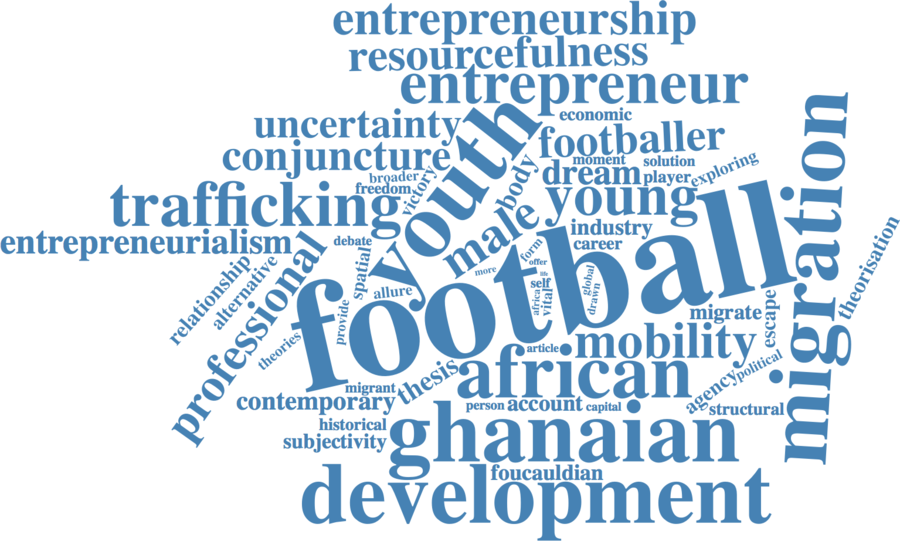 entrepreneurship
resourcefulness
entrepreneur
economic
uncertainty
youth
footballer
conjuncture
moment
solution
broader
body
dream
player
exploring
freedom
victory
trafficking
young
migration
male
industry
entrepreneurialism
debate
career
form
football
theorisation
relationship
alternative
spatial
offer
more
lib
self
global
professional
allure
africa
vital
drawn
provide
migrate
escape
theories
article
mobility
african
political
thesis
migrant
agency
contemporary
person
account
capital
structural
historical
ghanaian
subjectivity
foucauldian
development